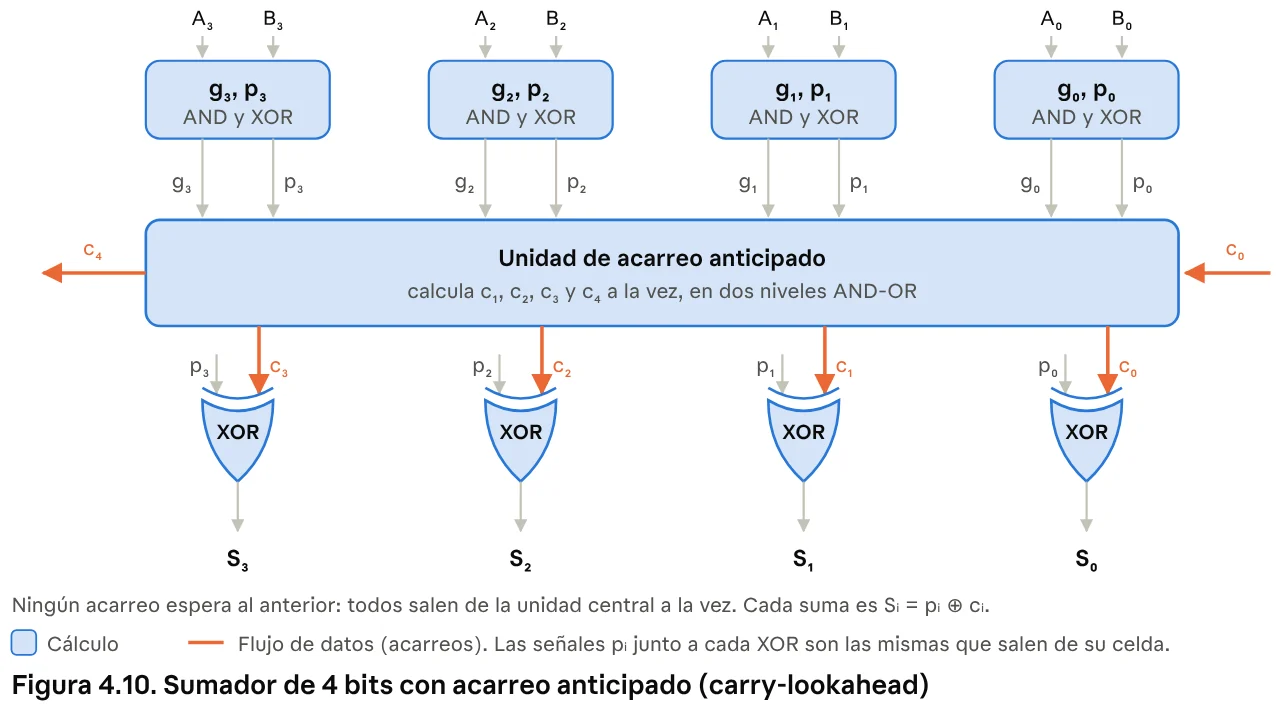 A₃ B₃ A₂ B₂ A₁ B₁ A₀ B₀
g₃, p₃ g₂, p₂ g₁, p₁ g₀, p₀
AND y XOR AND y XOR AND y XOR AND y XOR
g₃ p₃ g₂ p₂ g₁ p₁ g₀ p₀
c₄ Unidad de acarreo anticipado c₀
calcula c₁, c₂, c₃ y c₄ a la vez, en dos niveles AND-OR
p₃ c₃ p₂ c₂ p₁ c₁ p₀ c₀
XOR XOR XOR XOR
S₃ S₂ S₁ S₀
Ningún acarreo espera al anterior: todos salen de la unidad central a la vez. Cada suma es Sᵢ = pᵢ ⊕ cᵢ.
Cálculo Flujo de datos (acarreos). Las señales pᵢ junto a cada XOR son las mismas que salen de su celda.
Figura 4.10. Sumador de 4 bits con acarreo anticipado (carry-lookahead)